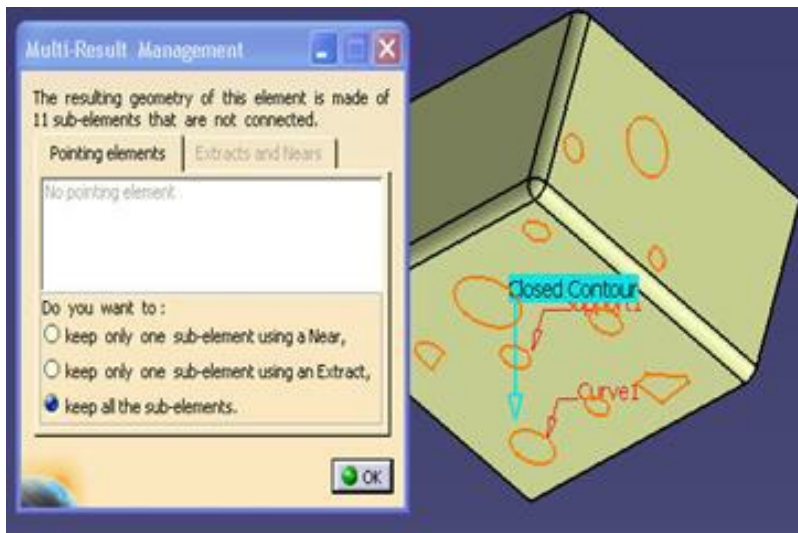 Multi-Result Management
The resulting geometry of this element is made of
11 sub-elements that are not connected.
Pointing elements
Extracts and Nears
No pointing element
Do you want to :
keep only one sub-element using a Near,
keep only one sub-element using an Extract,
keep all the sub-elements.
OK
Closed Contour
Support1
Curve1